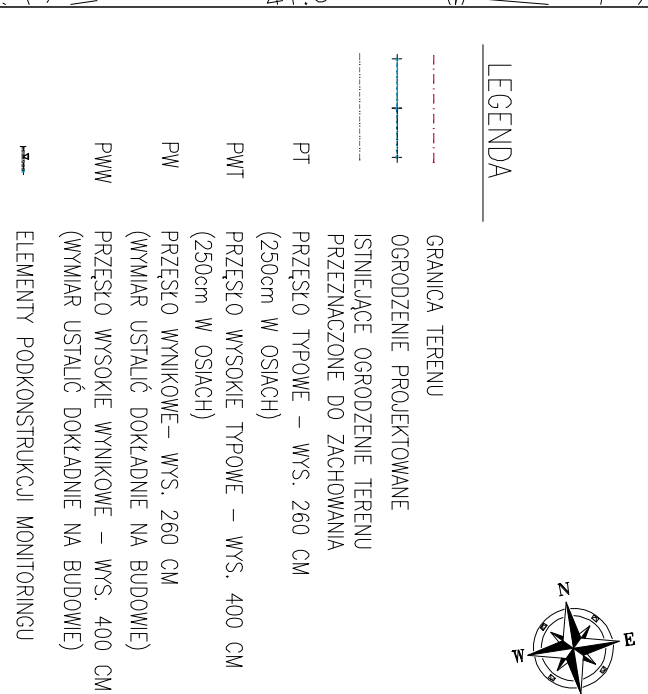 LEGENDA
GRANICA TERENU
OGRODZENIE PROJEKTOWANE
ISTNIEJĄCE OGRODZENIE TERENU
PRZEZNACZONE DO ZACHOWANIA
PT PRZĘSŁO TYPOWE – WYS. 260 CM
(250cm W OSIACH)
PWT PRZĘSŁO WYSOKIE TYPOWE – WYS. 400 CM
(250cm W OSIACH)
PW PRZĘSŁO WYNIKOWE– WYS. 260 CM
(WYMIAR USTALIĆ DOKŁADNIE NA BUDOWIE)
PWW PRZĘSŁO WYSOKIE WYNIKOWE – WYS. 400 CM
(WYMIAR USTALIĆ DOKŁADNIE NA BUDOWIE)
ELEMENTY PODKONSTRUKCJI MONITORINGU
N
E
W